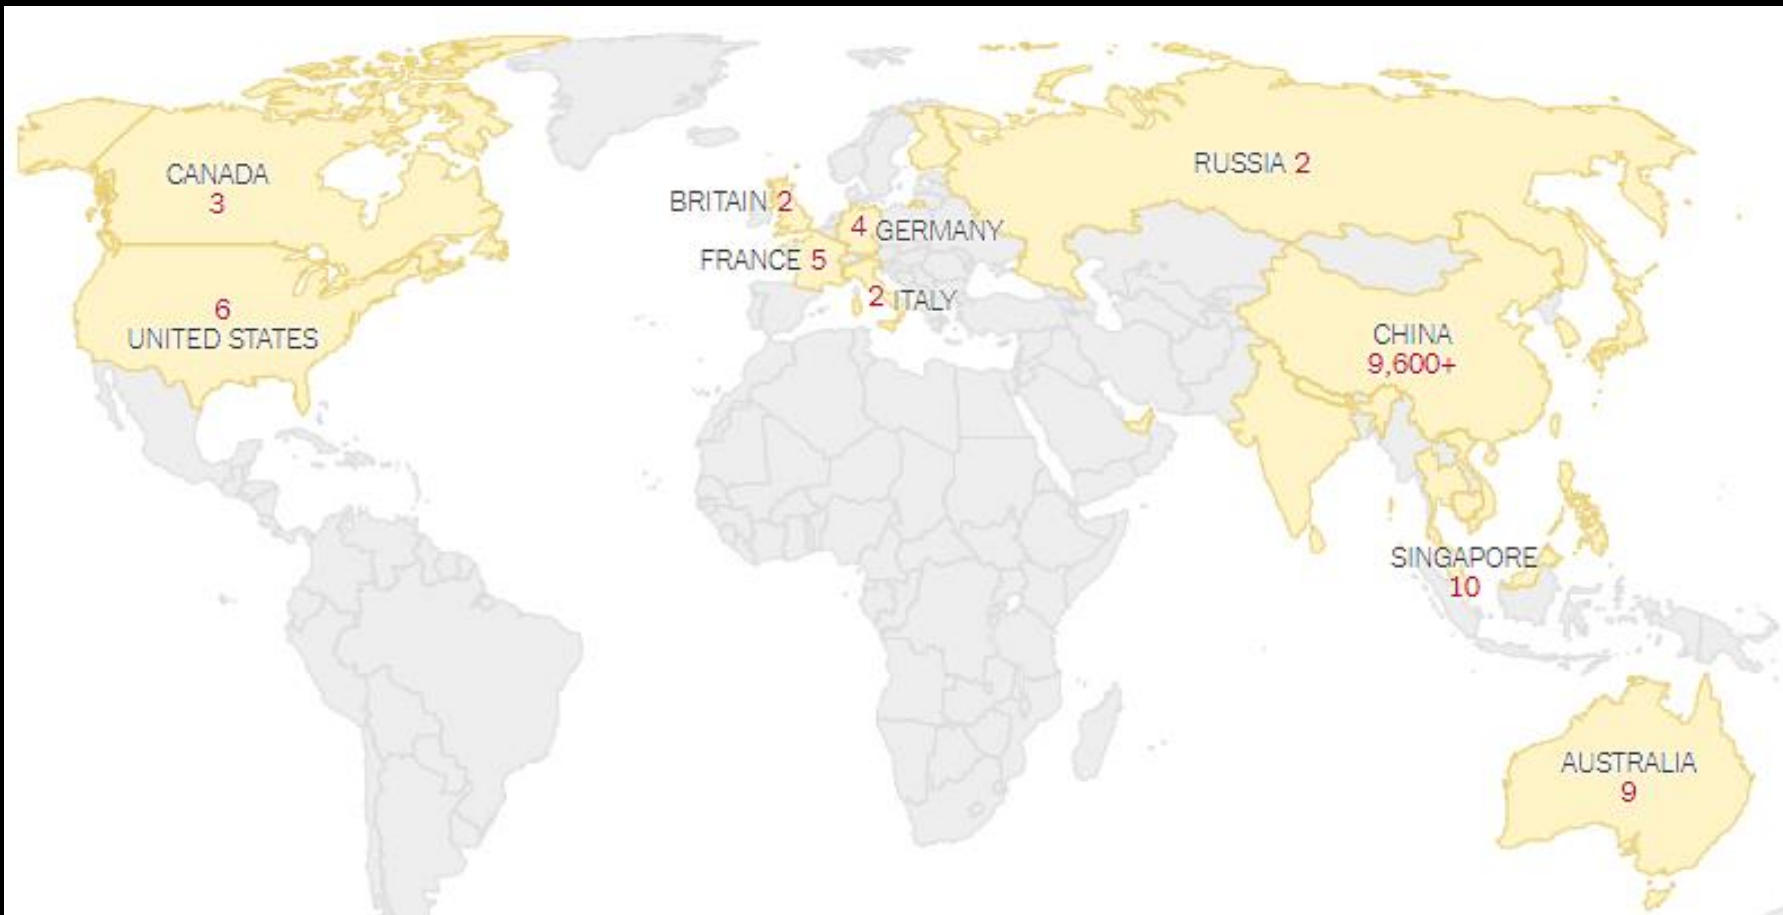 CANADA
3
6
UNITED STATES
BRITAIN 2
4 GERMANY
FRANCE 5
2 ITALY
RUSSIA 2
CHINA
9,600+
SINGAPORE
10
AUSTRALIA
9